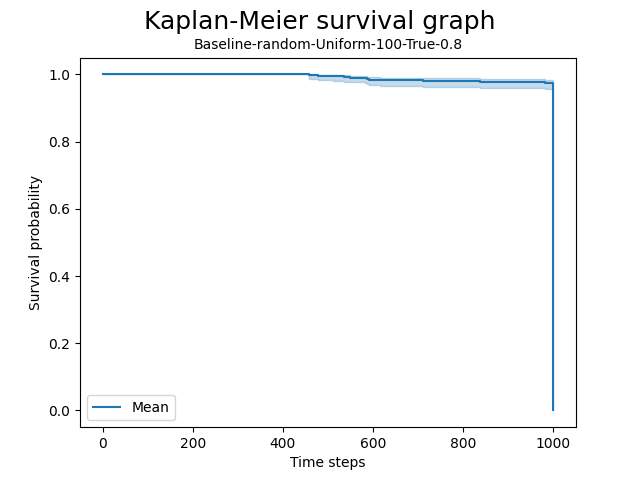 Kaplan-Meier survival graph
Baseline-random-Uniform-100-True-0.8
1.0
0.8
0.6
0.4
0.2
0.0
Survival probability
Mean
0 200 400 600 800 1000
Time steps